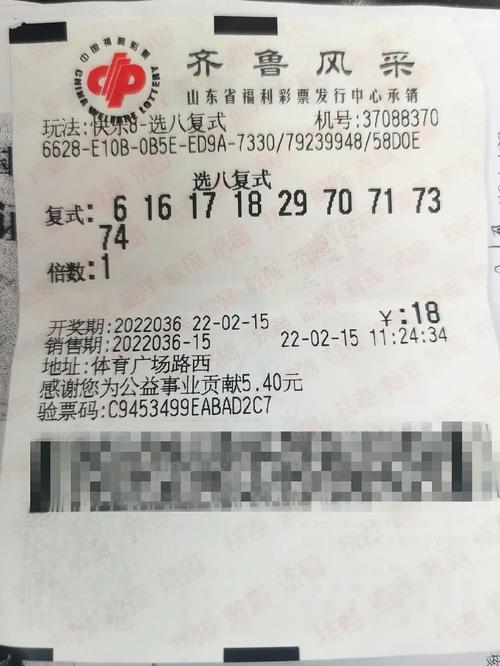 中国福利彩票
CHINA WELFARE LOTTERY
齐鲁风采
山东省福利彩票发行中心承销
玩法:快乐8-选八复式 机号:37088370
6628-E10B-0B5E-ED9A-7330/79239948/58D0E
选八复式
复式: 6 16 17 18 29 70 71 73
74
倍数:1
¥:18
开奖期:2022036 22-02-15
销售期:2022036-15 22-02-15 11:24:34
地址:体育广场路西
感谢您为公益事业贡献5.40元
验票码:C9453499EABAD2C7